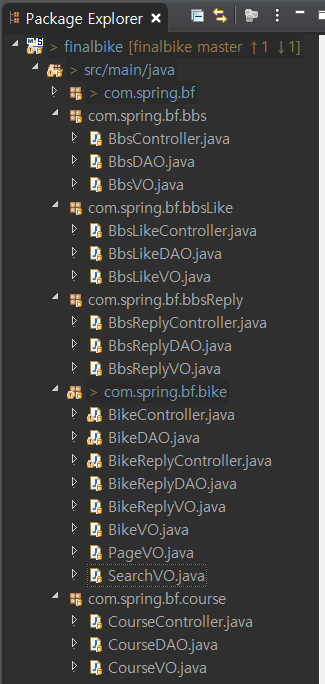 Package Explorer
> finalbike [finalbike master ↑1 ↓1]
> src/main/java
> com.spring.bf
com.spring.bf.bbs
BbsController.java
BbsDAO.java
BbsVO.java
com.spring.bf.bbsLike
BbsLikeController.java
BbsLikeDAO.java
BbsLikeVO.java
com.spring.bf.bbsReply
BbsReplyController.java
BbsReplyDAO.java
BbsReplyVO.java
> com.spring.bf.bike
BikeController.java
BikeDAO.java
BikeReplyController.java
BikeReplyDAO.java
BikeReplyVO.java
BikeVO.java
PageVO.java
SearchVO.java
com.spring.bf.course
CourseController.java
CourseDAO.java
CourseVO.java